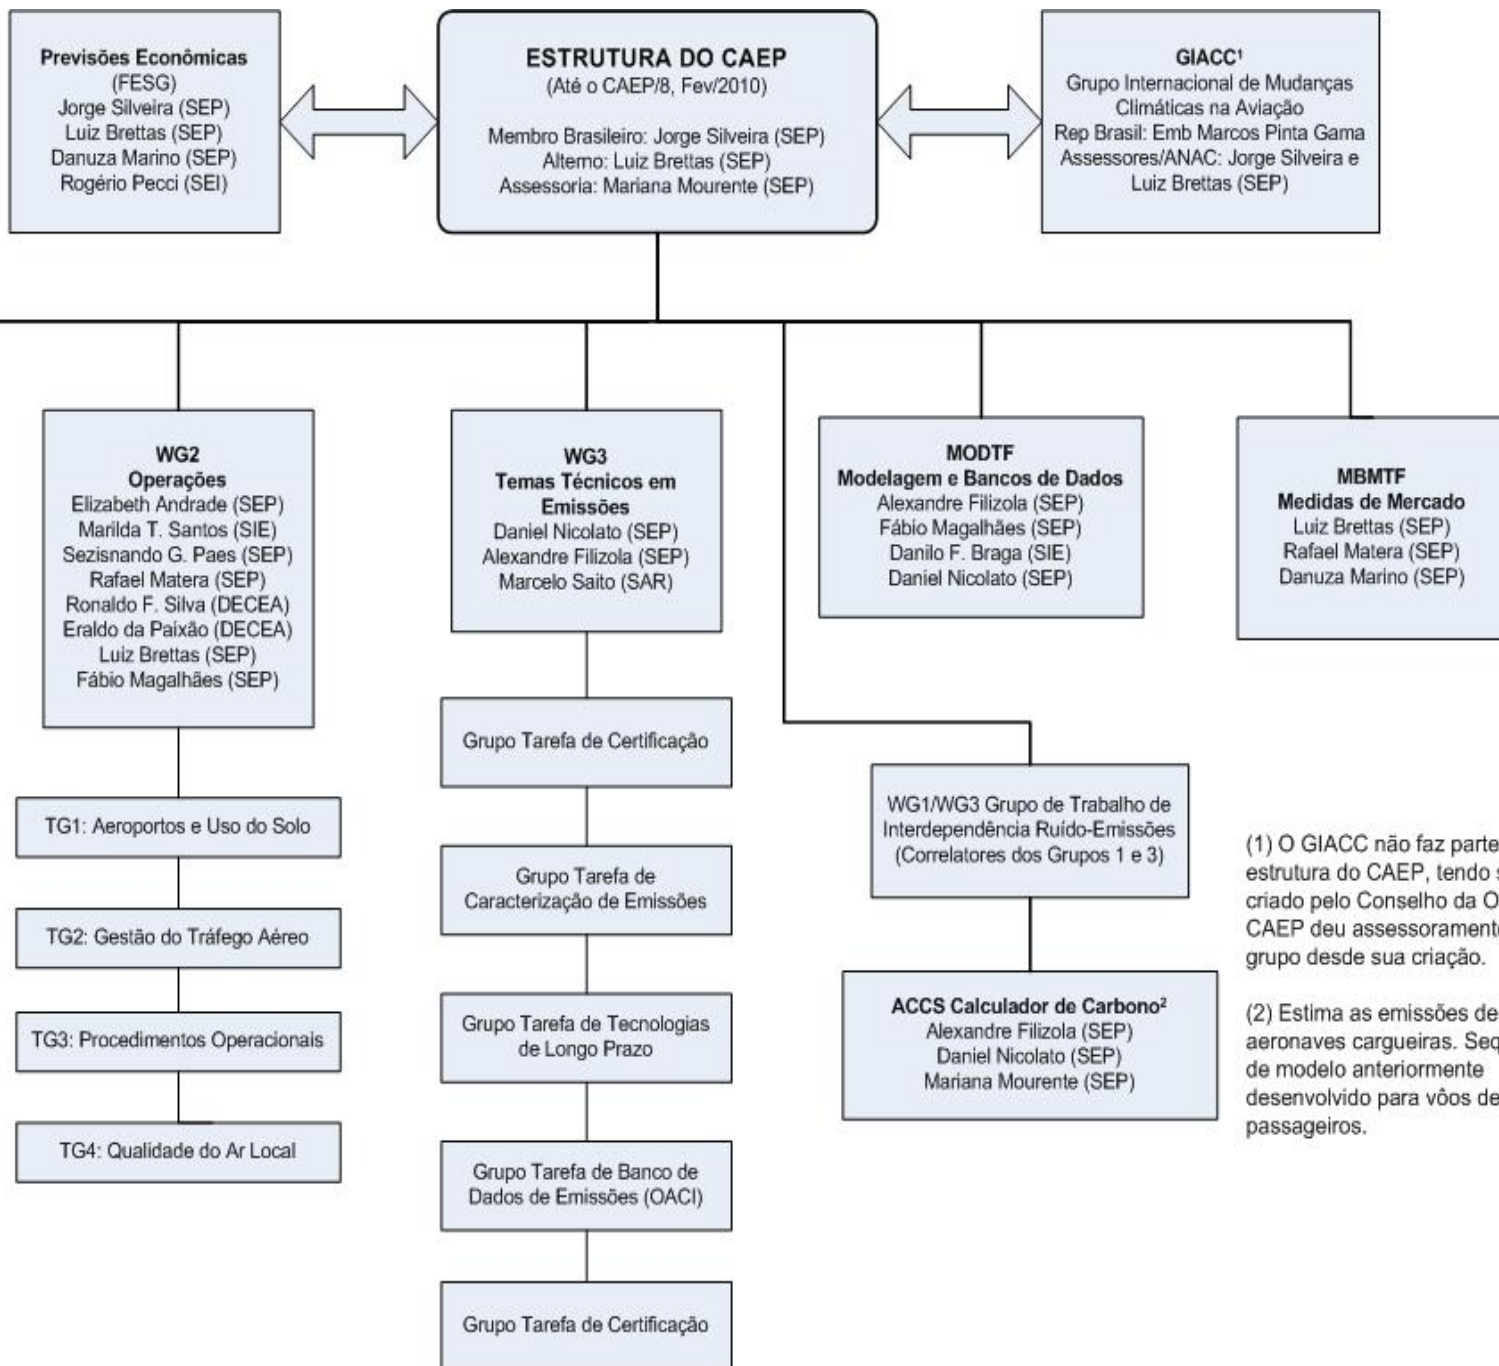 Previsões Econômicas
(FESG)
Jorge Silveira (SEP)
Luiz Brettas (SEP)
Danuza Marino (SEP)
Rogério Pecci (SEI)
ESTRUTURA DO CAEP
(Até o CAEP/8, Fev/2010)
Membro Brasileiro: Jorge Silveira (SEP)
Alterno: Luiz Brettas (SEP)
Assessoria: Mariana Mourente (SEP)
GIACC¹
Grupo Internacional de Mudanças
Climáticas na Aviação
Rep Brasil: Emb Marcos Pinta Gama
Assessores/ANAC: Jorge Silveira e
Luiz Brettas (SEP)
WG2
Operações
Elizabeth Andrade (SEP)
Marilda T. Santos (SIE)
Sezisnando G. Paes (SEP)
Rafael Matera (SEP)
Ronaldo F. Silva (DECEA)
Eraldo da Paixão (DECEA)
Luiz Brettas (SEP)
Fábio Magalhães (SEP)
TG1: Aeroportos e Uso do Solo
TG2: Gestão do Tráfego Aéreo
TG3: Procedimentos Operacionais
TG4: Qualidade do Ar Local
WG3
Temas Técnicos em
Emissões
Daniel Nicolato (SEP)
Alexandre Filizola (SEP)
Marcelo Saito (SAR)
Grupo Tarefa de Certificação
Grupo Tarefa de
Caracterização de Emissões
Grupo Tarefa de Tecnologias
de Longo Prazo
Grupo Tarefa de Banco de
Dados de Emissões (OACI)
Grupo Tarefa de Certificação
MODTF
Modelagem e Bancos de Dados
Alexandre Filizola (SEP)
Fábio Magalhães (SEP)
Danilo F. Braga (SIE)
Daniel Nicolato (SEP)
MBMTF
Medidas de Mercado
Luiz Brettas (SEP)
Rafael Matera (SEP)
Danuza Marino (SEP)
WG1/WG3 Grupo de Trabalho de
Interdependência Ruído-Emissões
(Correlatores dos Grupos 1 e 3)
ACCS Calculador de Carbono²
Alexandre Filizola (SEP)
Daniel Nicolato (SEP)
Mariana Mourente (SEP)
(1) O GIACC não faz parte
estrutura do CAEP, tendo
criado pelo Conselho da
CAEP deu assessoramento
grupo desde sua criação.
(2) Estima as emissões de
aeronaves cargueiras.
de modelo anteriormente
desenvolvido para vôos de
passageiros.